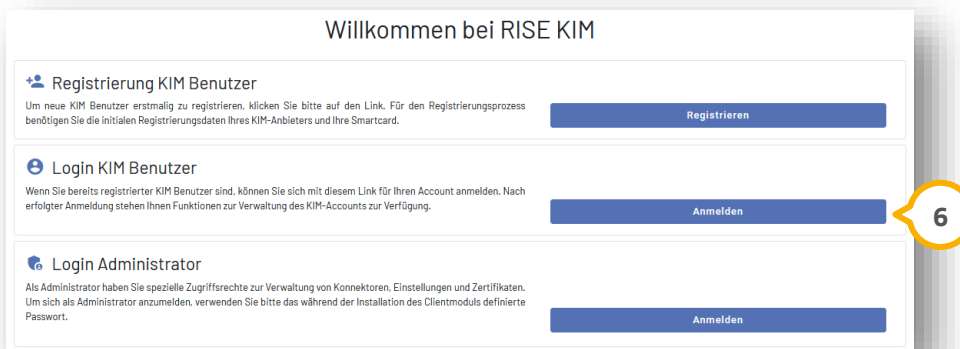 Willkommen bei RISE KIM
Registrierung KIM Benutzer
Um neue KIM Benutzer erstmalig zu registrieren, klicken Sie bitte auf den Link. Für den Registrierungsprozess
benötigen Sie die initialen Registrierungsdaten Ihres KIM-Anbieters und Ihre Smartcard.
Registrieren
Login KIM Benutzer
Wenn Sie bereits registrierter KIM Benutzer sind, können Sie sich mit diesem Link für Ihren Account anmelden. Nach
erfolgter Anmeldung stehen Ihnen Funktionen zur Verwaltung des KIM-Accounts zur Verfügung.
Anmelden
6
Login Administrator
Als Administrator haben Sie spezielle Zugriffsrechte zur Verwaltung von Konnektoren, Einstellungen und Zertifikaten.
Um sich als Administrator anzumelden, verwenden Sie bitte das während der Installation des Clientmoduls definierte
Passwort.
Anmelden